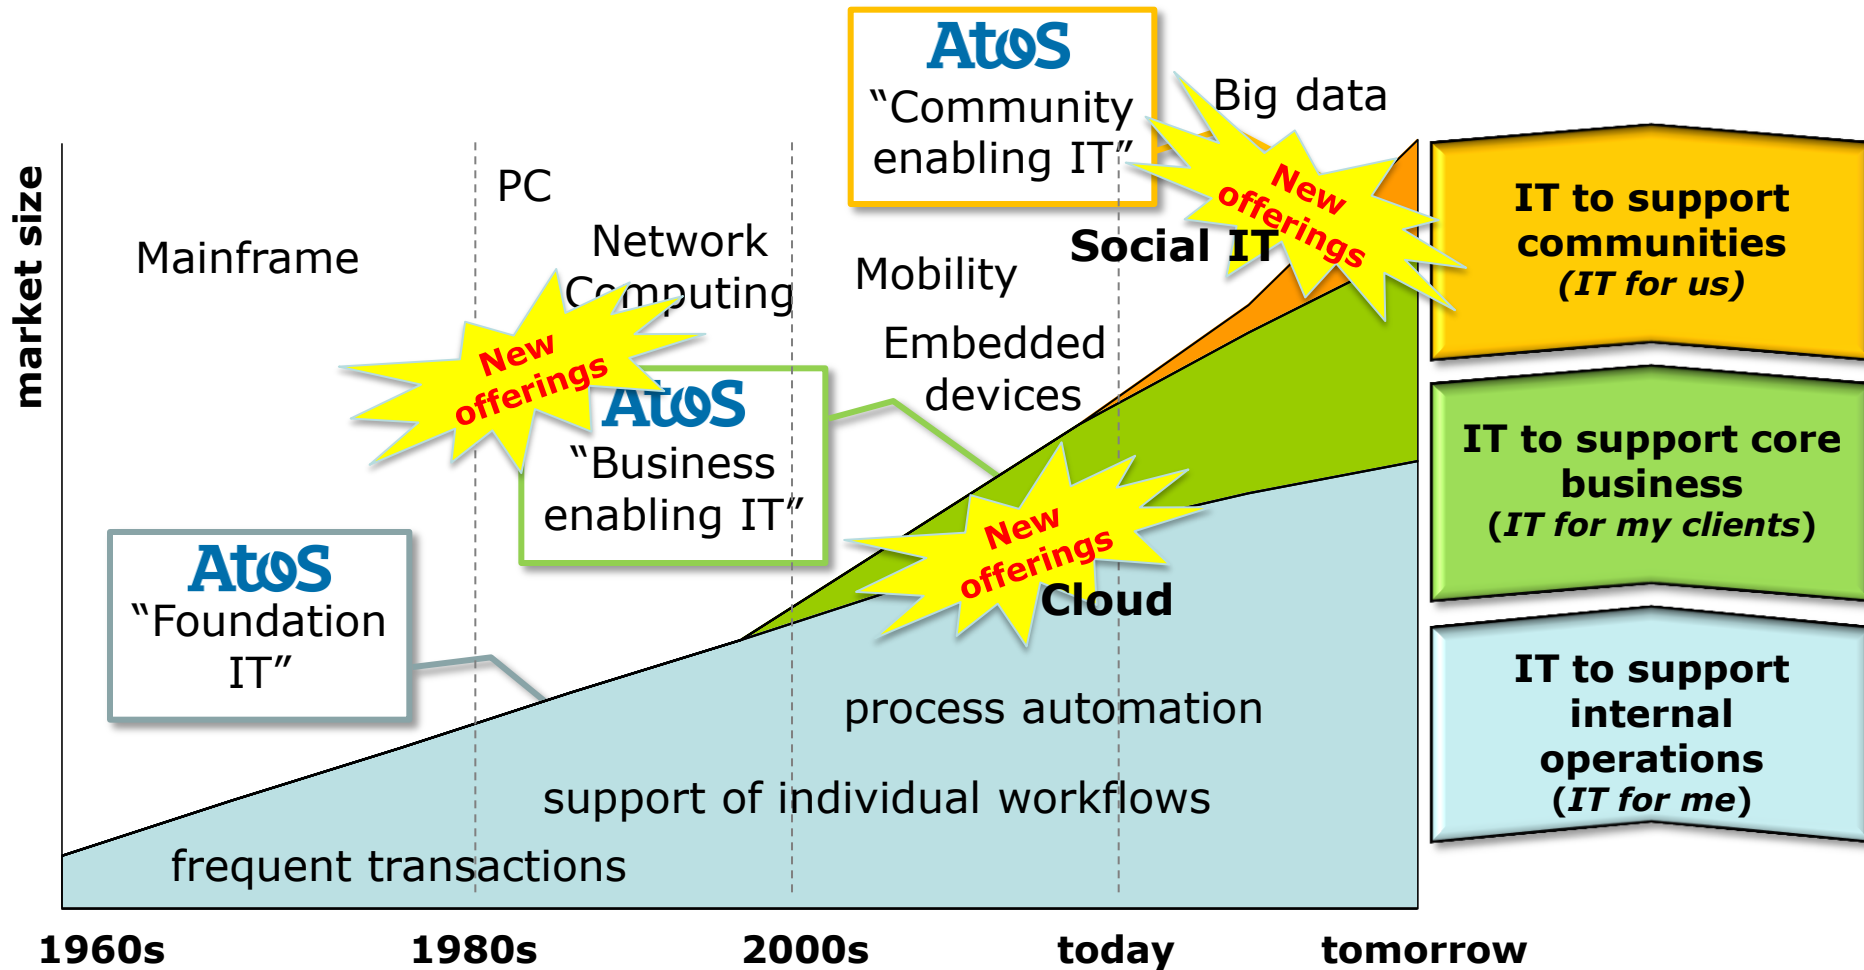 Atos
“Community
enabling IT”
Big data
New
offerings
PC
Mainframe
Network
Computing
Mobility
Social IT
Embedded
devices
New
offerings
Atos
“Business
enabling IT”
New
offerings
Cloud
Atos
“Foundation
IT”
process automation
support of individual workflows
frequent transactions
market size
1960s
1980s
2000s
today
tomorrow
IT to support
communities
(IT for us)
IT to support core
business
(IT for my clients)
IT to support
internal
operations
(IT for me)